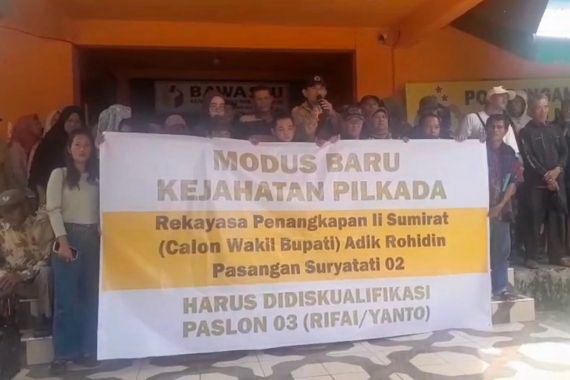 BAWASLU
MODUS BARU
KEJAHATAN PILKADA
Rekayasa Penangkapan Ii Sumirat
(Calon Wakil Bupati) Adik Rohidin
Pasangan Suryatati 02
HARUS DIDISKUALIFIKASI
PASLON 03 (RIFAI/YANTO)